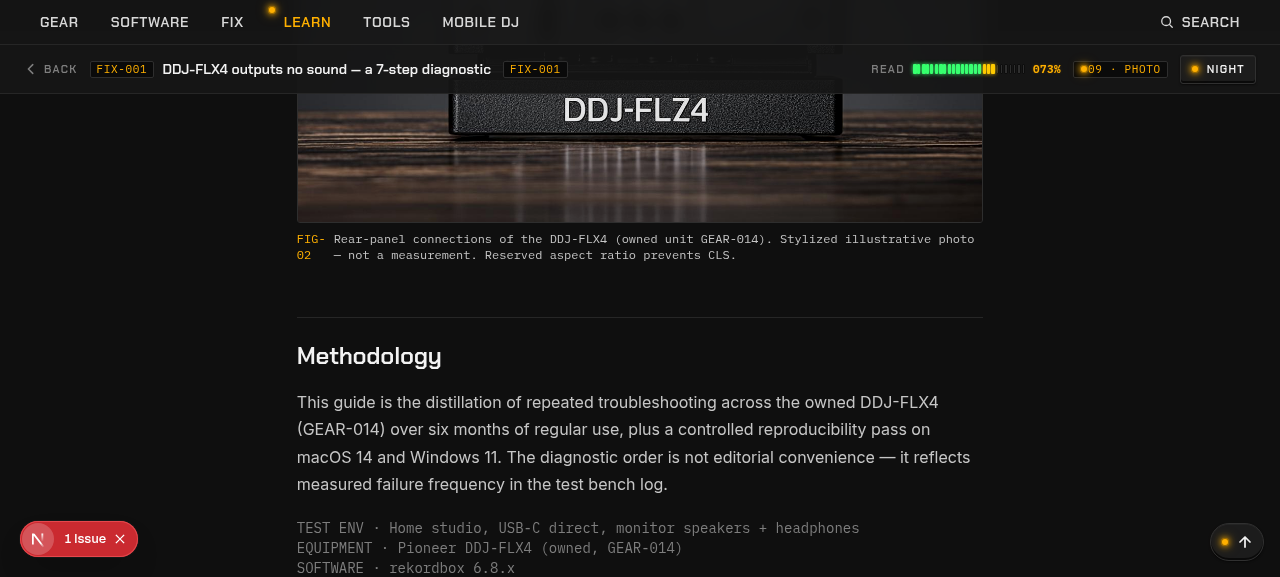 GEAR SOFTWARE FIX LEARN TOOLS MOBILE DJ SEARCH
BACK FIX-001 DDJ-FLX4 outputs no sound — a 7-step diagnostic FIX-001 READ 073% 09 · PHOTO NIGHT
DDJ-FLZ4
FIG- Rear-panel connections of the DDJ-FLX4 (owned unit GEAR-014). Stylized illustrative photo
02 — not a measurement. Reserved aspect ratio prevents CLS.
Methodology
This guide is the distillation of repeated troubleshooting across the owned DDJ-FLX4
(GEAR-014) over six months of regular use, plus a controlled reproducibility pass on
macOS 14 and Windows 11. The diagnostic order is not editorial convenience — it reflects
measured failure frequency in the test bench log.
TEST ENV · Home studio, USB-C direct, monitor speakers + headphones
EQUIPMENT · Pioneer DDJ-FLX4 (owned, GEAR-014)
SOFTWARE · rekordbox 6.8.x
N 1 Issue